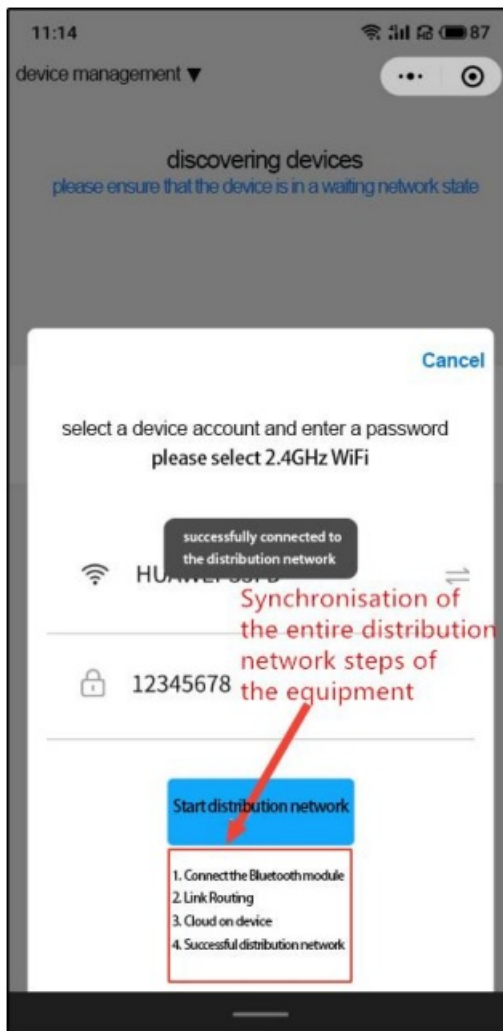 11:14
87
device management ▼
discovering devices
please ensure that the device is in a waiting network state
Cancel
select a device account and enter a password
please select 2.4GHz WiFi
successfully connected to
the distribution network
Synchronisation of
the entire distribution
network steps of
the equipment
12345678
Start distribution network
1. Connect the Bluetooth module
2. Link Routing
3. Cloud on device
4. Successful distribution network